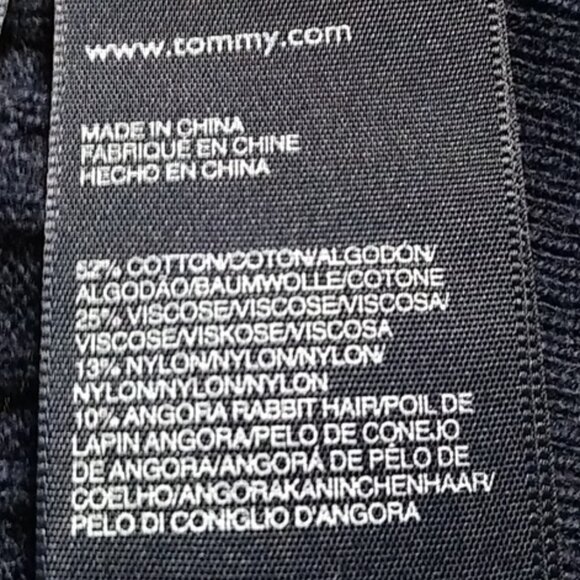 www.tommy.com
MADE IN CHINA
FABRIQUÉ EN CHINE
HECHO EN CHINA
52% COTTON/COTON/ALGODÓN/
ALGODÃO/BAUMWOLLE/COTONE
25% VISCOSE/VISCOSE/VISCOSA/
VISCOSE/VISKOSE/VISCOSA
13% NYLON/NYLON/NYLON/
NYLON/NYLON/NYLON
10% ANGORA RABBIT HAIR/POIL DE
LAPIN ANGORA/PELO DE CONEJO
DE ANGORA/ANGORÁ DE PÊLO DE
COELHO/ANGORAKANINCHENHAAR/
PELO DI CONIGLIO D'ANGORA